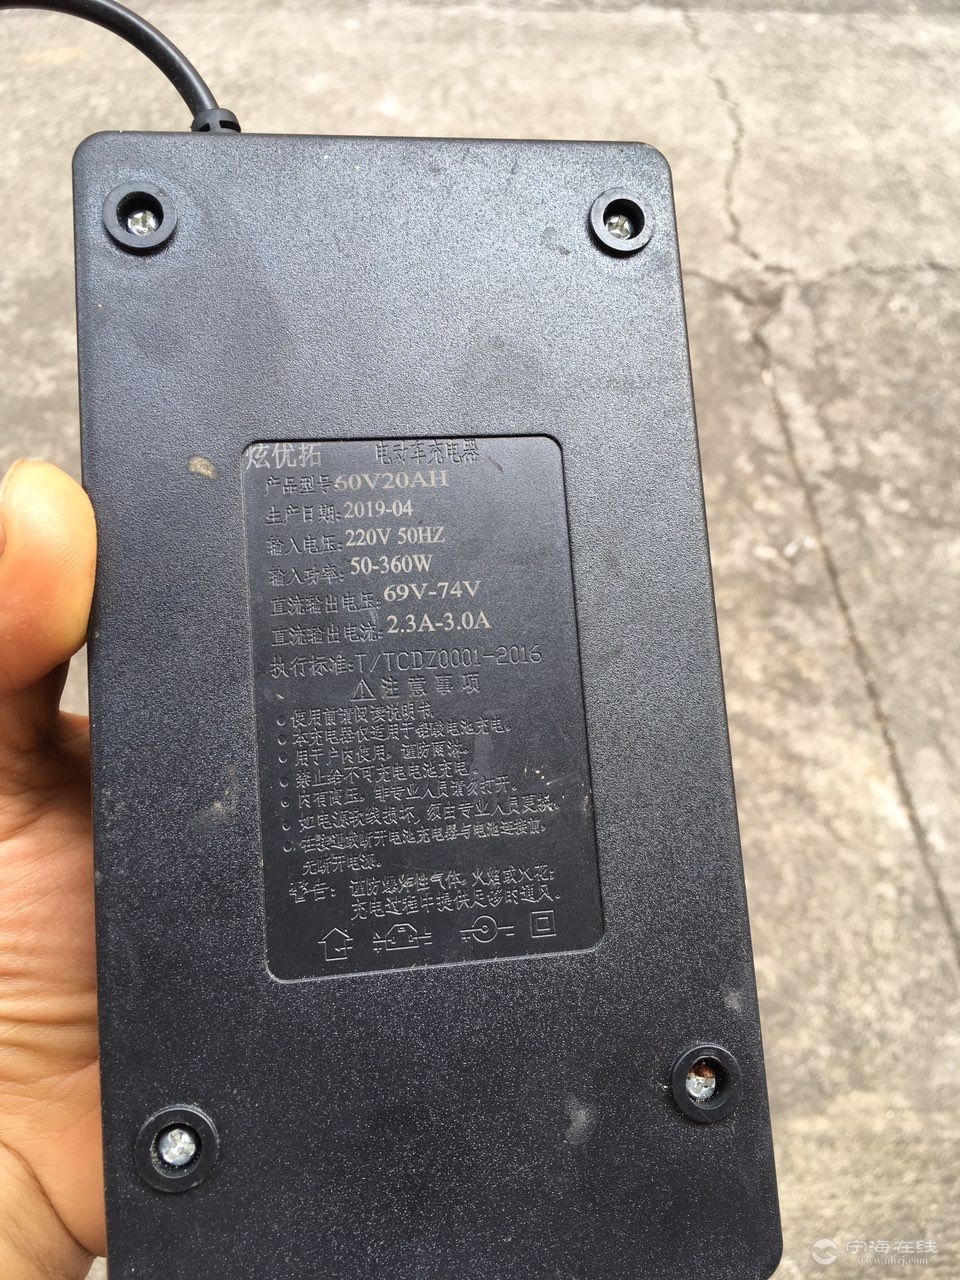 炫优拓 电动车充电器
产品型号:60V20AH
生产日期:2019-04
输入电压:220V 50HZ
输入功率:50-360W
直流输出电压:69V-74V
直流输出电流:2.3A-3.0A
执行标准:T/TCDZ0001-2016
注意事项
使用前请阅读说明书
本充电器仅适用于铅酸电池充电。
用于户内使用，谨防雨淋。
禁止给不可充电电池充电。
内有高压，非专业人员请勿打开。
如电源软线损坏，须由专业人员更换。
在接通或断开电池充电器与电池连接前，
先断开电源。
警告：谨防爆炸性气体，火焰或火花；
充电过程中提供足够的通风。
宁海在线
www.nhzj.com